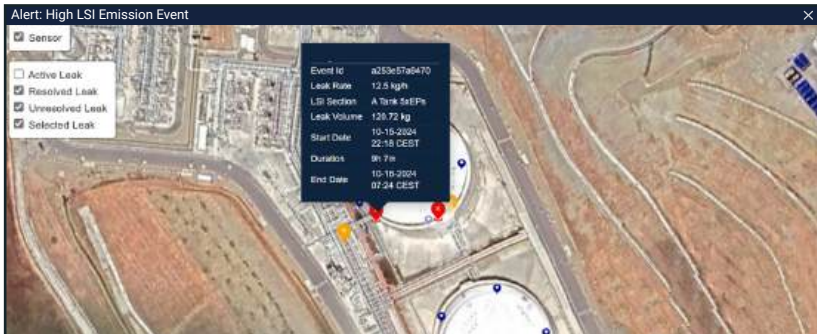 Alert: High LSI Emission Event
Sensor
Active Leak
Resolved Leak
Unresolved Leak
Selected Leak
Event Id a253e57a8470
Leak Rate 12.5 kg/h
LSI Section A Tank 5xEPs
Leak Volume 120.72 kg
Start Date 10-15-2024
22:18 CEST
Duration 9h 7m
End Date 10-16-2024
07:24 CEST